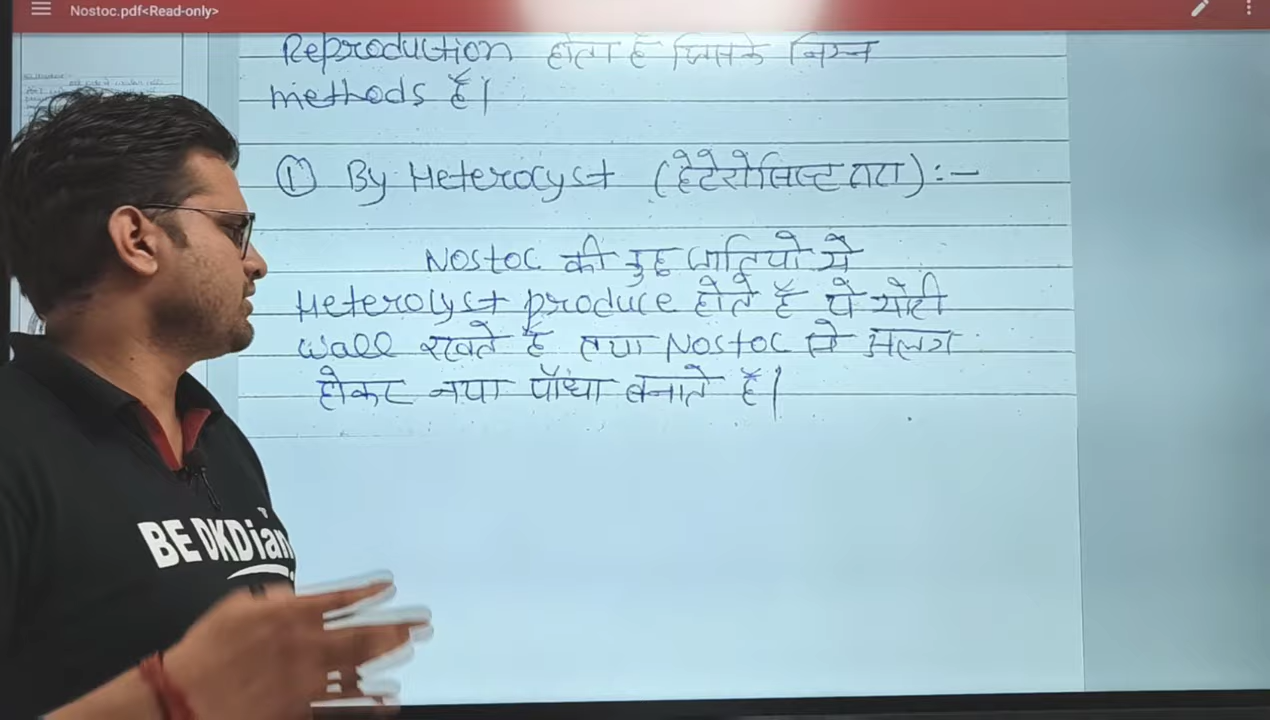 Nostoc.pdf<Read-only>
Reproduction होता है जिसके निम्न
methods हैं।
① By Heterocyst (हेटेरोसिस्ट द्वारा) :-
Nostoc की कुछ जातियों में
Heterocyst produce होते हैं ये मोटी
wall रखते हैं तथा Nostoc से अलग
होकर नया पौधा बनाते हैं।
BE DKDian